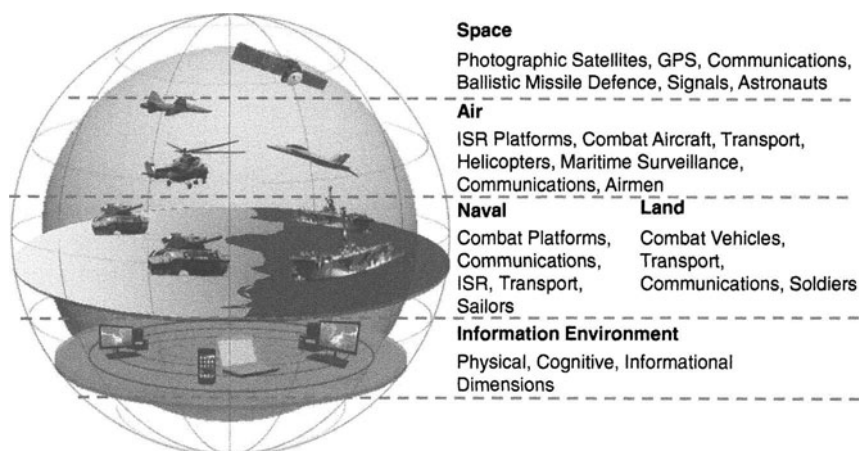 Space
Photographic Satellites, GPS, Communications,
Ballistic Missile Defence, Signals, Astronauts
Air
ISR Platforms, Combat Aircraft, Transport,
Helicopters, Maritime Surveillance,
Communications, Airmen
Naval
Combat Platforms,
Communications,
ISR, Transport,
Sailors
Land
Combat Vehicles,
Transport,
Communications, Soldiers
Information Environment
Physical, Cognitive, Informational
Dimensions